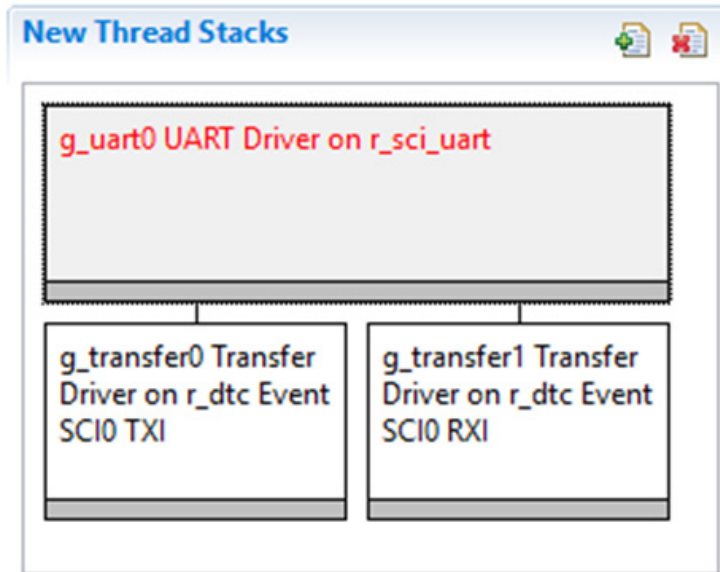 New Thread Stacks
g_uart0 UART Driver on r_sci_uart
g_transfer0 Transfer
Driver on r_dtc Event
SCI0 TXI
g_transfer1 Transfer
Driver on r_dtc Event
SCI0 RXI